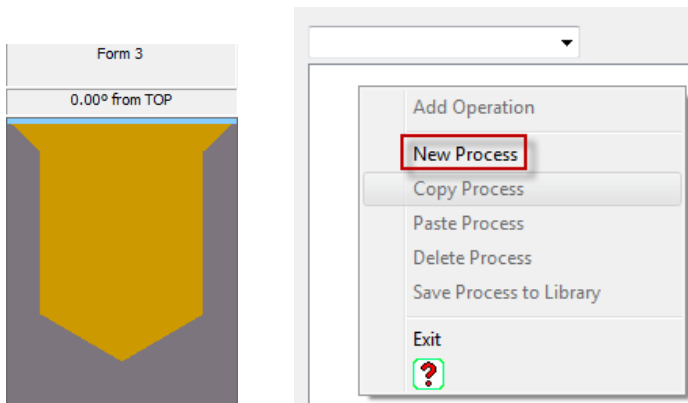 Form 3
0.00º from TOP
Add Operation
New Process
Copy Process
Paste Process
Delete Process
Save Process to Library
Exit
?